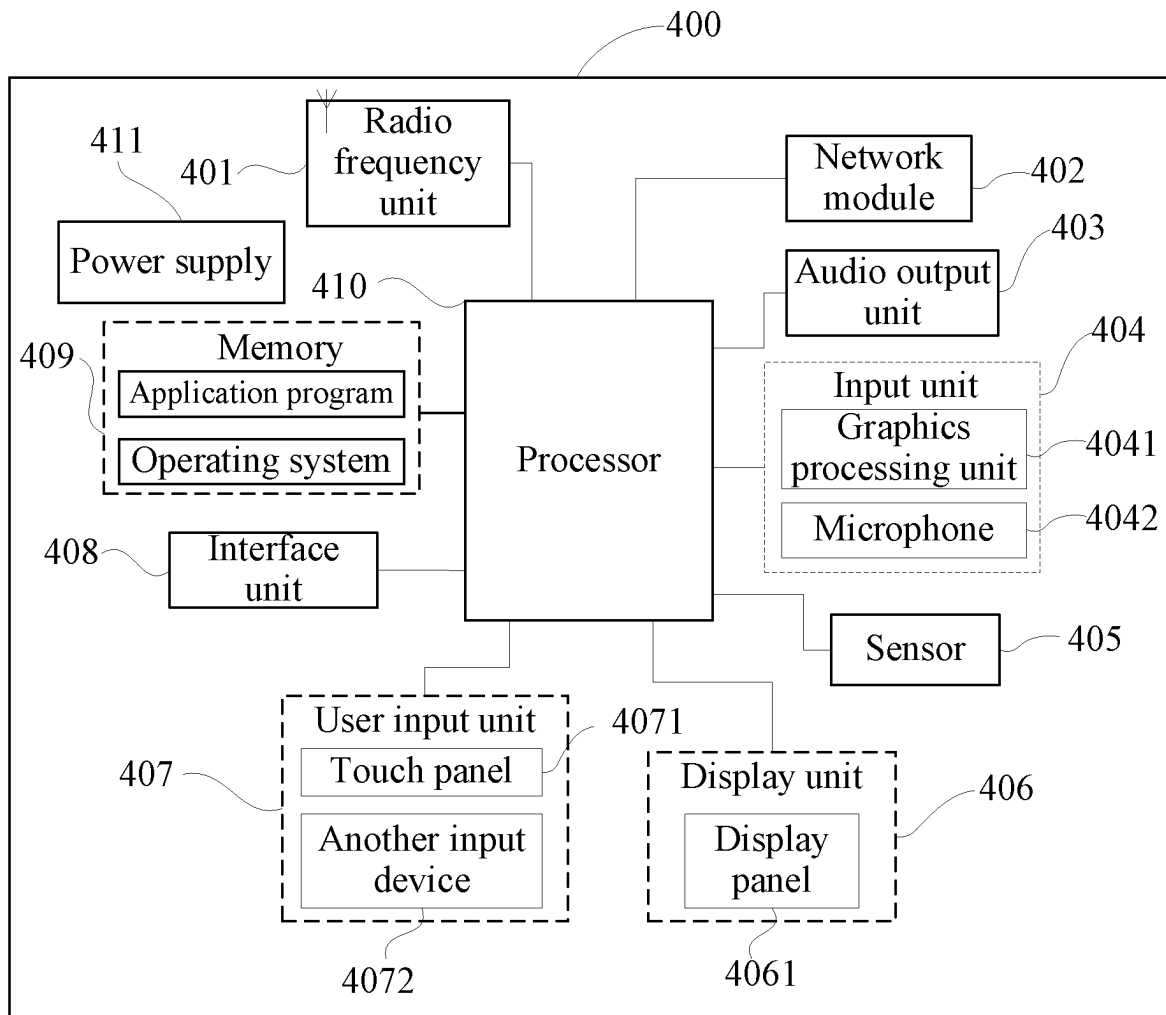 400
411
401
Radio
frequency
unit
Network
module
402
Power supply
403
Audio output
unit
410
409
Memory
Application program
Operating system
Processor
404
Input unit
Graphics
processing unit
4041
Microphone
4042
408
Interface
unit
Sensor
405
User input unit
4071
Touch panel
407
Another input
device
4072
Display unit
406
Display
panel
4061